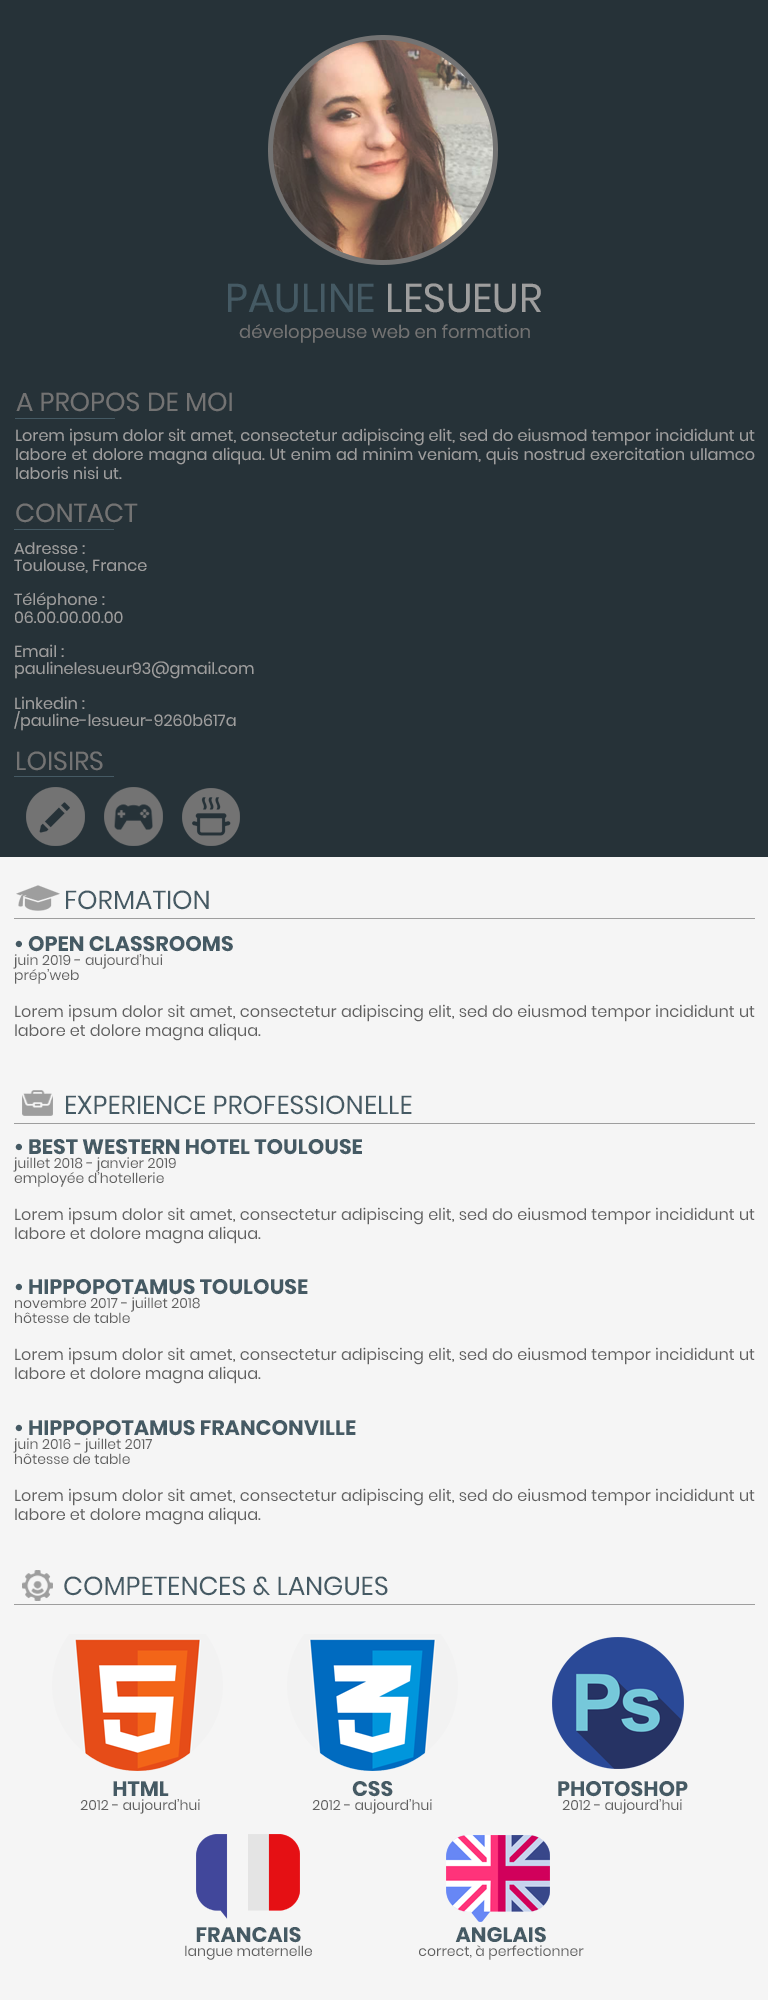 PAULINE LESUEUR
développeuse web en formation
A PROPOS DE MOI
Lorem ipsum dolor sit amet, consectetur adipiscing elit, sed do eiusmod tempor incididunt ut
labore et dolore magna aliqua. Ut enim ad minim veniam, quis nostrud exercitation ullamco
laboris nisi ut.
CONTACT
Adresse :
Toulouse, France
Téléphone :
06.00.00.00.00
Email :
paulinelesueur93@gmail.com
Linkedin :
/pauline-lesueur-9260b617a
LOISIRS
FORMATION
• OPEN CLASSROOMS
juin 2019 - aujourd'hui
prép'web
Lorem ipsum dolor sit amet, consectetur adipiscing elit, sed do eiusmod tempor incididunt ut
labore et dolore magna aliqua.
EXPERIENCE PROFESSIONELLE
• BEST WESTERN HOTEL TOULOUSE
juillet 2018 - janvier 2019
employée d'hotellerie
Lorem ipsum dolor sit amet, consectetur adipiscing elit, sed do eiusmod tempor incididunt ut
labore et dolore magna aliqua.
• HIPPOPOTAMUS TOULOUSE
novembre 2017 - juillet 2018
hôtesse de table
Lorem ipsum dolor sit amet, consectetur adipiscing elit, sed do eiusmod tempor incididunt ut
labore et dolore magna aliqua.
• HIPPOPOTAMUS FRANCONVILLE
juin 2016 - juillet 2017
hôtesse de table
Lorem ipsum dolor sit amet, consectetur adipiscing elit, sed do eiusmod tempor incididunt ut
labore et dolore magna aliqua.
COMPETENCES & LANGUES
5 3 Ps
HTML CSS PHOTOSHOP
2012 - aujourd'hui 2012 - aujourd'hui 2012 - aujourd'hui
FRANCAIS ANGLAIS
langue maternelle correct, à perfectionner